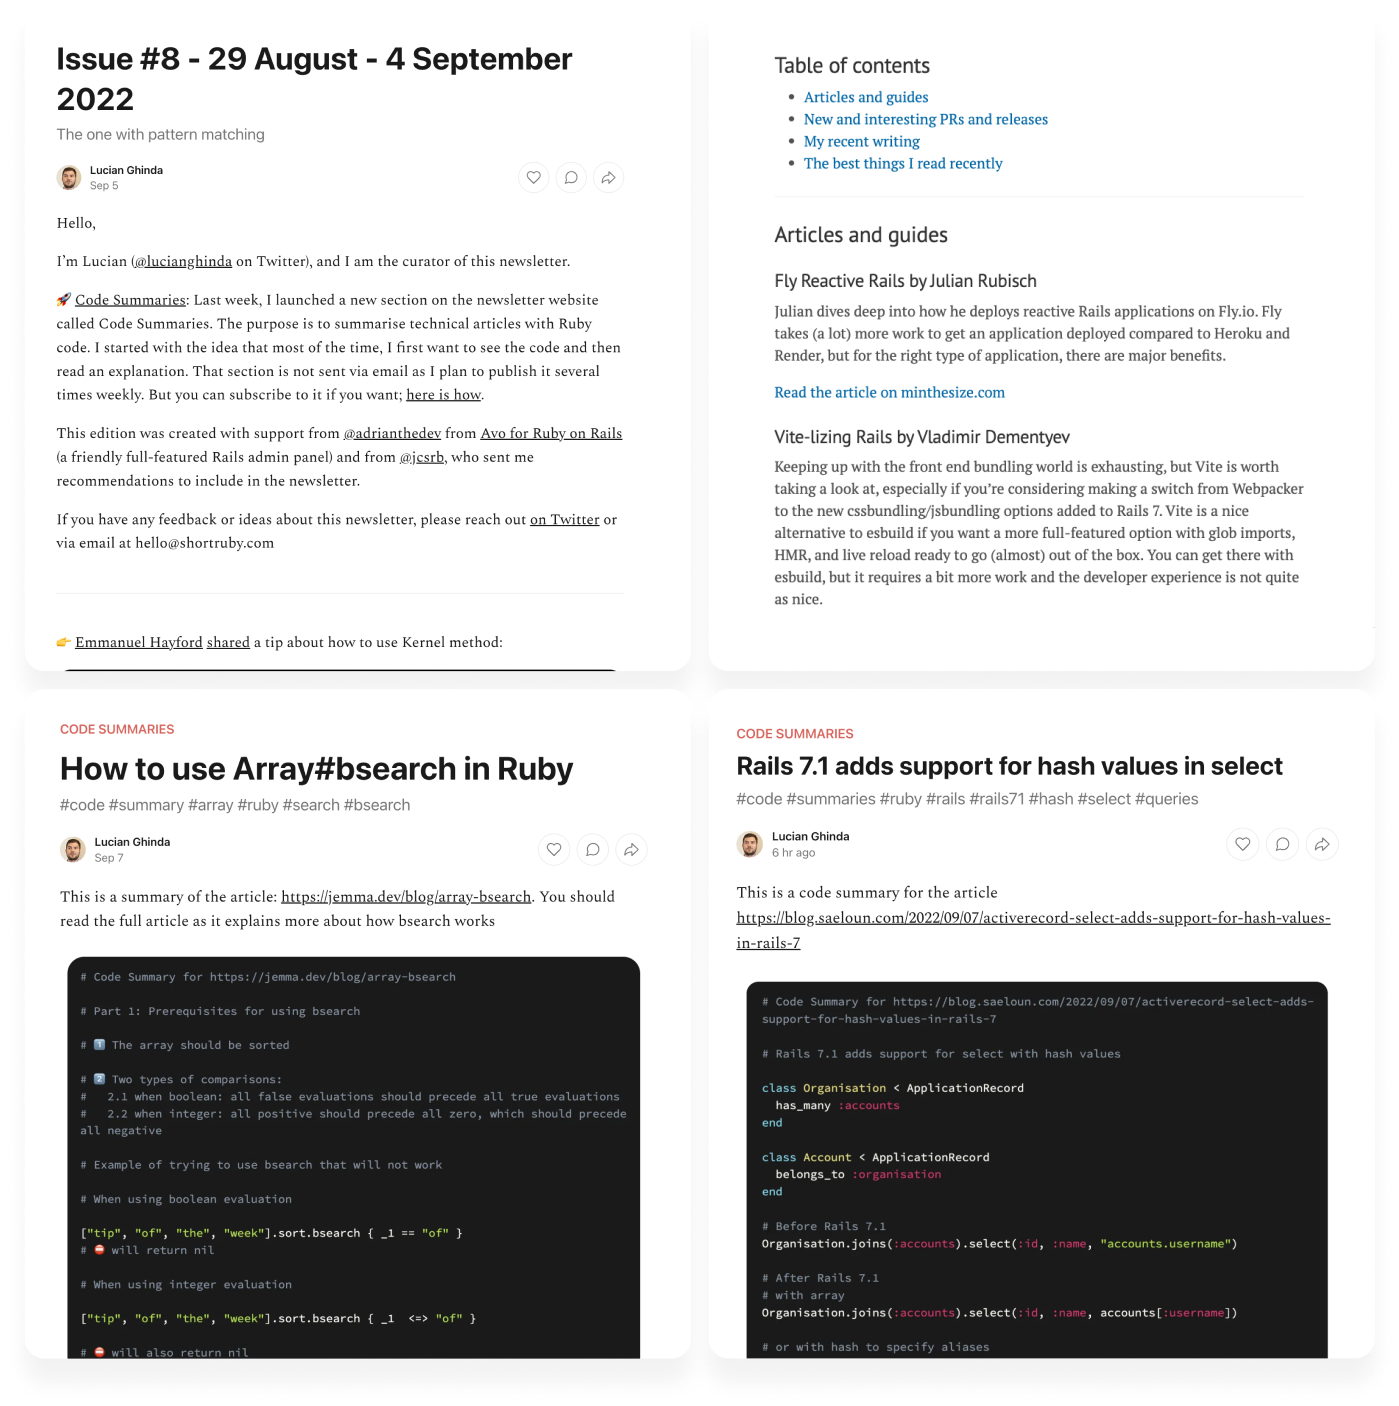 Issue #8 - 29 August - 4 September
2022
The one with pattern matching
Lucian Ghinda
Sep 5
Hello,
I’m Lucian (@lucianghinda on Twitter), and I am the curator of this newsletter.
🚀 Code Summaries: Last week, I launched a new section on the newsletter website
called Code Summaries. The purpose is to summarise technical articles with Ruby
code. I started with the idea that most of the time, I first want to see the code and then
read an explanation. That section is not sent via email as I plan to publish it several
times weekly. But you can subscribe to it if you want; here is how.
This edition was created with support from @adrianthedev from Avo for Ruby on Rails
(a friendly full-featured Rails admin panel) and from @jcsrb, who sent me
recommendations to include in the newsletter.
If you have any feedback or ideas about this newsletter, please reach out on Twitter or
via email at hello@shortruby.com
👉 Emmanuel Hayford shared a tip about how to use Kernel method:
Table of contents
• Articles and guides
• New and interesting PRs and releases
• My recent writing
• The best things I read recently
Articles and guides
Fly Reactive Rails by Julian Rubisch
Julian dives deep into how he deploys reactive Rails applications on Fly.io. Fly
takes (a lot) more work to get an application deployed compared to Heroku and
Render, but for the right type of application, there are major benefits.
Read the article on minthesize.com
Vite-lizing Rails by Vladimir Dementyev
Keeping up with the front end bundling world is exhausting, but Vite is worth
taking a look at, especially if you’re considering making a switch from Webpacker
to the new cssbundling/jsbundling options added to Rails 7. Vite is a nice
alternative to esbuild if you want a more full-featured option with glob imports,
HMR, and live reload ready to go (almost) out of the box. You can get there with
esbuild, but it requires a bit more work and the developer experience is not quite
as nice.
CODE SUMMARIES
How to use Array#bsearch in Ruby
#code #summary #array #ruby #search #bsearch
Lucian Ghinda
Sep 7
This is a summary of the article: https://jemma.dev/blog/array-bsearch. You should
read the full article as it explains more about how bsearch works
# Code Summary for https://jemma.dev/blog/array-bsearch
# Part 1: Prerequisites for using bsearch
# 1️⃣ The array should be sorted
# 2️⃣ Two types of comparisons:
#   2.1 when boolean: all false evaluations should precede all true evaluations
#   2.2 when integer: all positive should precede all zero, which should precede
all negative
# Example of trying to use bsearch that will not work
# When using boolean evaluation
["tip", "of", "the", "week"].sort.bsearch { _1 == "of" }
# ⛔ will return nil
# When using integer evaluation
["tip", "of", "the", "week"].sort.bsearch { _1  <=> "of" }
# ⛔ will also return nil
CODE SUMMARIES
Rails 7.1 adds support for hash values in select
#code #summaries #ruby #rails #rails71 #hash #select #queries
Lucian Ghinda
6 hr ago
This is a code summary for the article
https://blog.saeloun.com/2022/09/07/activerecord-select-adds-support-for-hash-values-
in-rails-7
# Code Summary for https://blog.saeloun.com/2022/09/07/activerecord-select-adds-
support-for-hash-values-in-rails-7
# Rails 7.1 adds support for select with hash values
class Organisation < ApplicationRecord
  has_many :accounts
end
class Account < ApplicationRecord
  belongs_to :organisation
end
# Before Rails 7.1
Organisation.joins(:accounts).select(:id, :name, "accounts.username")
# After Rails 7.1
# with array
Organisation.joins(:accounts).select(:id, :name, accounts[:username])
# or with hash to specify aliases